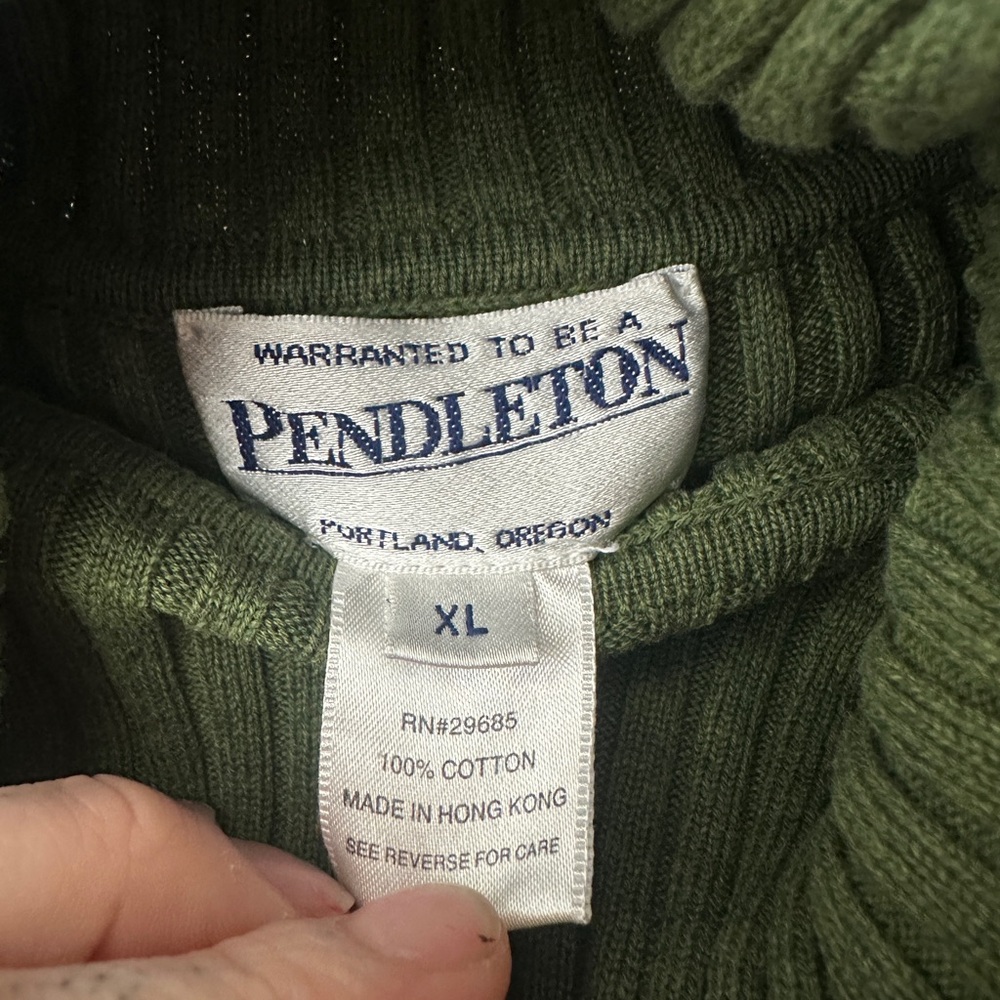 WARRANTED TO BE A
PENDLETON
PORTLAND, OREGON
XL
RN#29685
100% COTTON
MADE IN HONG KONG
SEE REVERSE FOR CARE